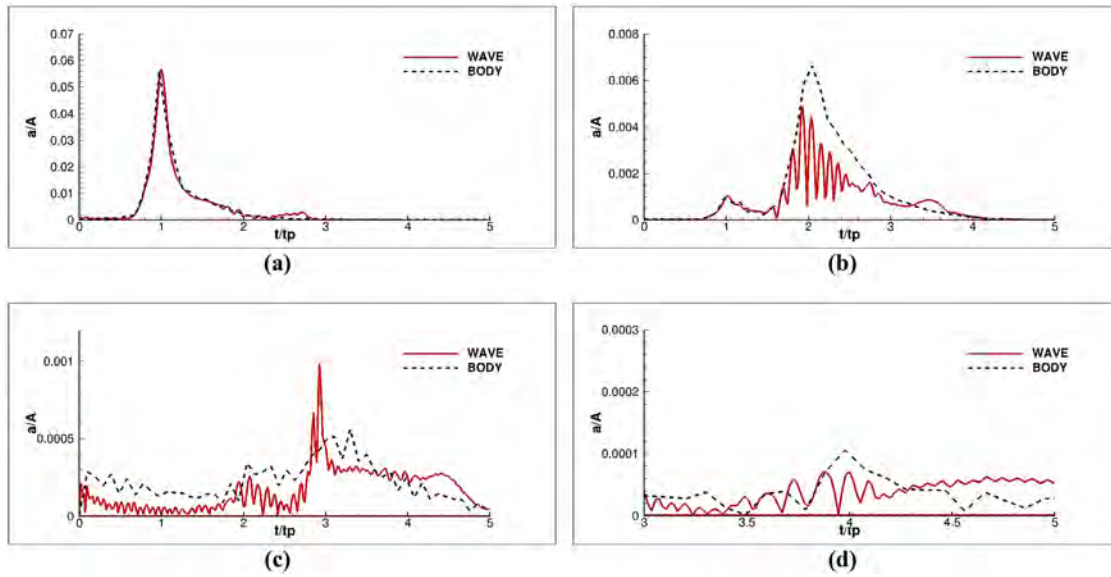 0.07
0.06
0.05
0.04
0.03
0.02
0.01
0
a/A
WAVE
BODY
0 1 2 3 4 5
t/tp
(a)
0.008
0.006
0.004
0.002
0
a/A
WAVE
BODY
0 1 2 3 4 5
t/tp
(b)
0.001
0.0005
0
a/A
WAVE
BODY
0 1 2 3 4 5
t/tp
(c)
0.0003
0.0002
0.0001
0
a/A
WAVE
BODY
3 3.5 4 4.5 5
t/tp
(d)